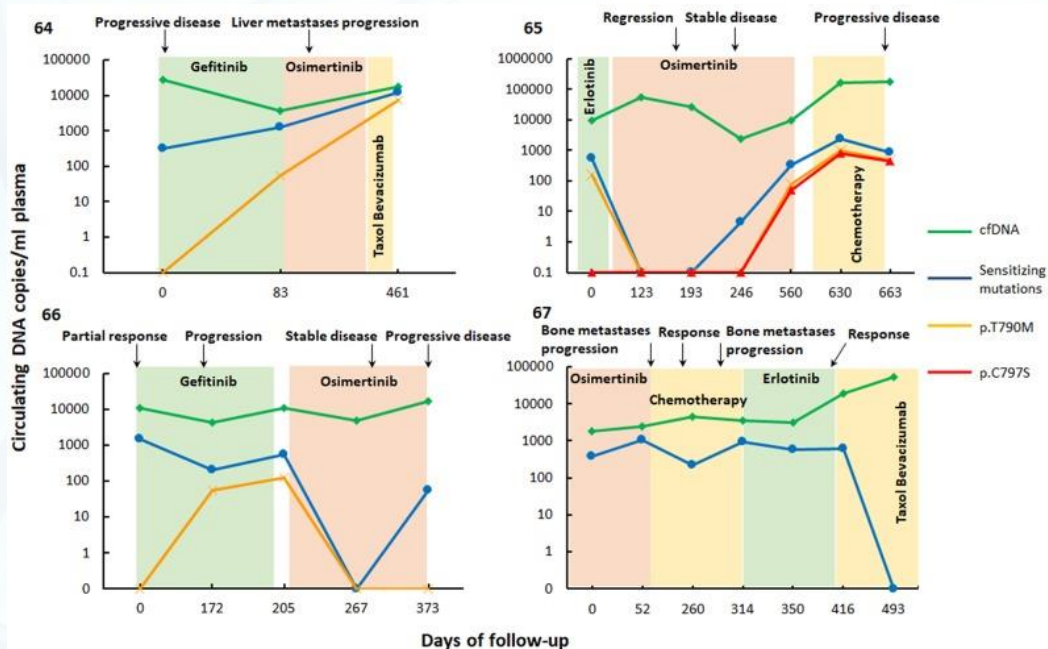 64
Progressive disease
Liver metastases progression
100000
10000
1000
100
10
1
0.1
Gefitinib
Osimertinib
Taxol Bevacizumab
0
83
461
65
Regression
Stable disease
Progressive disease
1000000
100000
10000
1000
100
10
1
0.1
Erlotinib
Osimertinib
Chemotherapy
0
123
193
246
560
630
663
cfDNA
Sensitizing
mutations
p.T790M
p.C797S
66
Partial response
Progression
Stable disease
Progressive disease
100000
10000
1000
100
10
1
0
Gefitinib
Osimertinib
0
172
205
267
373
67
Bone metastases
progression
Response
Bone metastases
progression
Response
100000
10000
1000
100
10
1
0
Osimertinib
Chemotherapy
Erlotinib
Taxol Bevacizumab
0
52
260
314
350
416
493
Circulating DNA copies/ml plasma
Days of follow-up